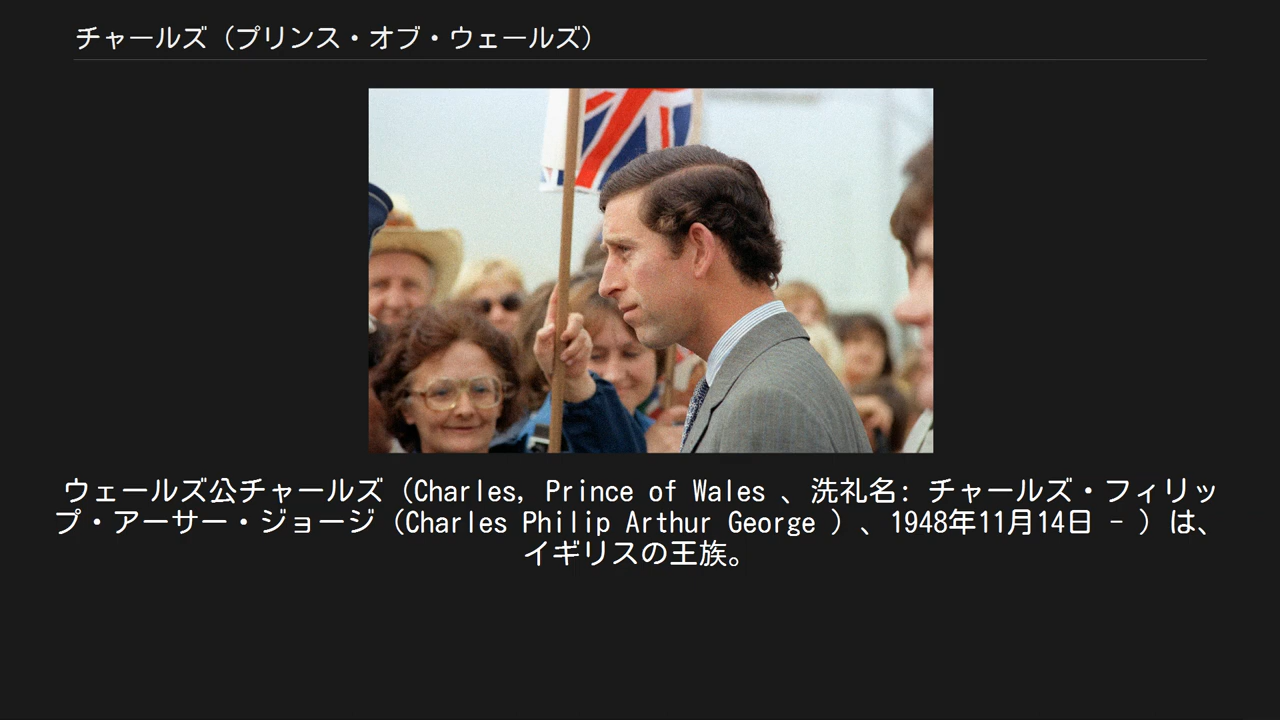 チャールズ（プリンス・オブ・ウェールズ）
ウェールズ公チャールズ（Charles, Prince of Wales 、洗礼名: チャールズ・フィリッ
プ・アーサー・ジョージ（Charles Philip Arthur George ）、1948年11月14日 - ）は、
イギリスの王族。